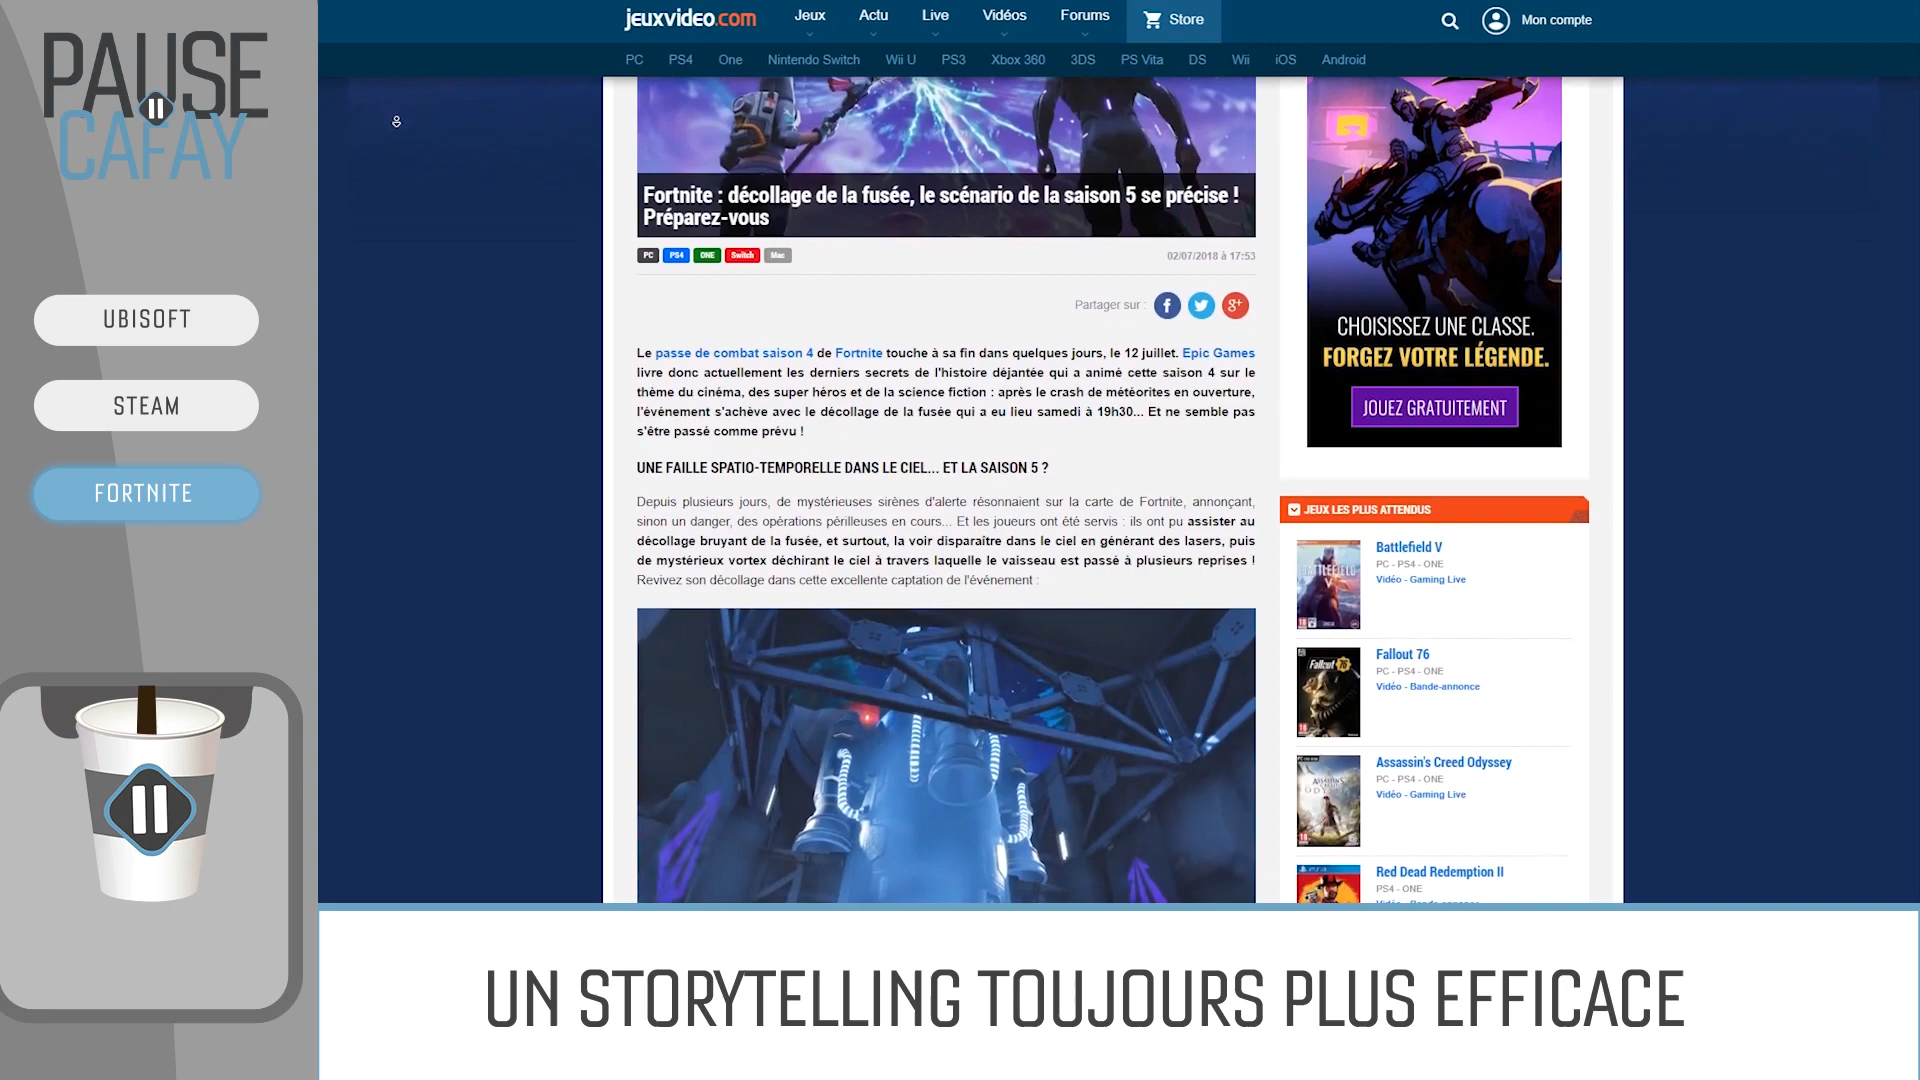 PAUSE
CAFAY
UBISOFT
STEAM
FORTNITE
jeuxvideo.com
Jeux
Actu
Live
Vidéos
Forums
Store
Mon compte
PC
PS4
One
Nintendo Switch
Wii U
PS3
Xbox 360
3DS
PS Vita
DS
Wii
iOS
Android
Fortnite : décollage de la fusée, le scénario de la saison 5 se précise !
Préparez-vous
PC
PS4
ONE
Switch
Mac
02/07/2018 à 17:53
Partager sur :
Le passe de combat saison 4 de Fortnite touche à sa fin dans quelques jours, le 12 juillet. Epic Games
livre donc actuellement les derniers secrets de l'histoire déjantée qui a animé cette saison 4 sur le
thème du cinéma, des super héros et de la science fiction : après le crash de météorites en ouverture,
l'événement s'achève avec le décollage de la fusée qui a eu lieu samedi à 19h30... Et ne semble pas
s'être passé comme prévu !
UNE FAILLE SPATIO-TEMPORELLE DANS LE CIEL... ET LA SAISON 5 ?
Depuis plusieurs jours, de mystérieuses sirènes d'alerte résonnaient sur la carte de Fortnite, annonçant,
sinon un danger, des opérations périlleuses en cours... Et les joueurs ont été servis : ils ont pu assister au
décollage bruyant de la fusée, et surtout, la voir disparaître dans le ciel en générant des lasers, puis
de mystérieux vortex déchirant le ciel à travers laquelle le vaisseau est passé à plusieurs reprises !
Revivez son décollage dans cette excellente captation de l'événement :
CHOISISSEZ UNE CLASSE.
FORGEZ VOTRE LÉGENDE.
JOUEZ GRATUITEMENT
JEUX LES PLUS ATTENDUS
Battlefield V
PC - PS4 - ONE
Vidéo - Gaming Live
Fallout 76
PC - PS4 - ONE
Vidéo - Bande-annonce
Assassin's Creed Odyssey
PC - PS4 - ONE
Vidéo - Gaming Live
Red Dead Redemption II
PS4 - ONE
UN STORYTELLING TOUJOURS PLUS EFFICACE